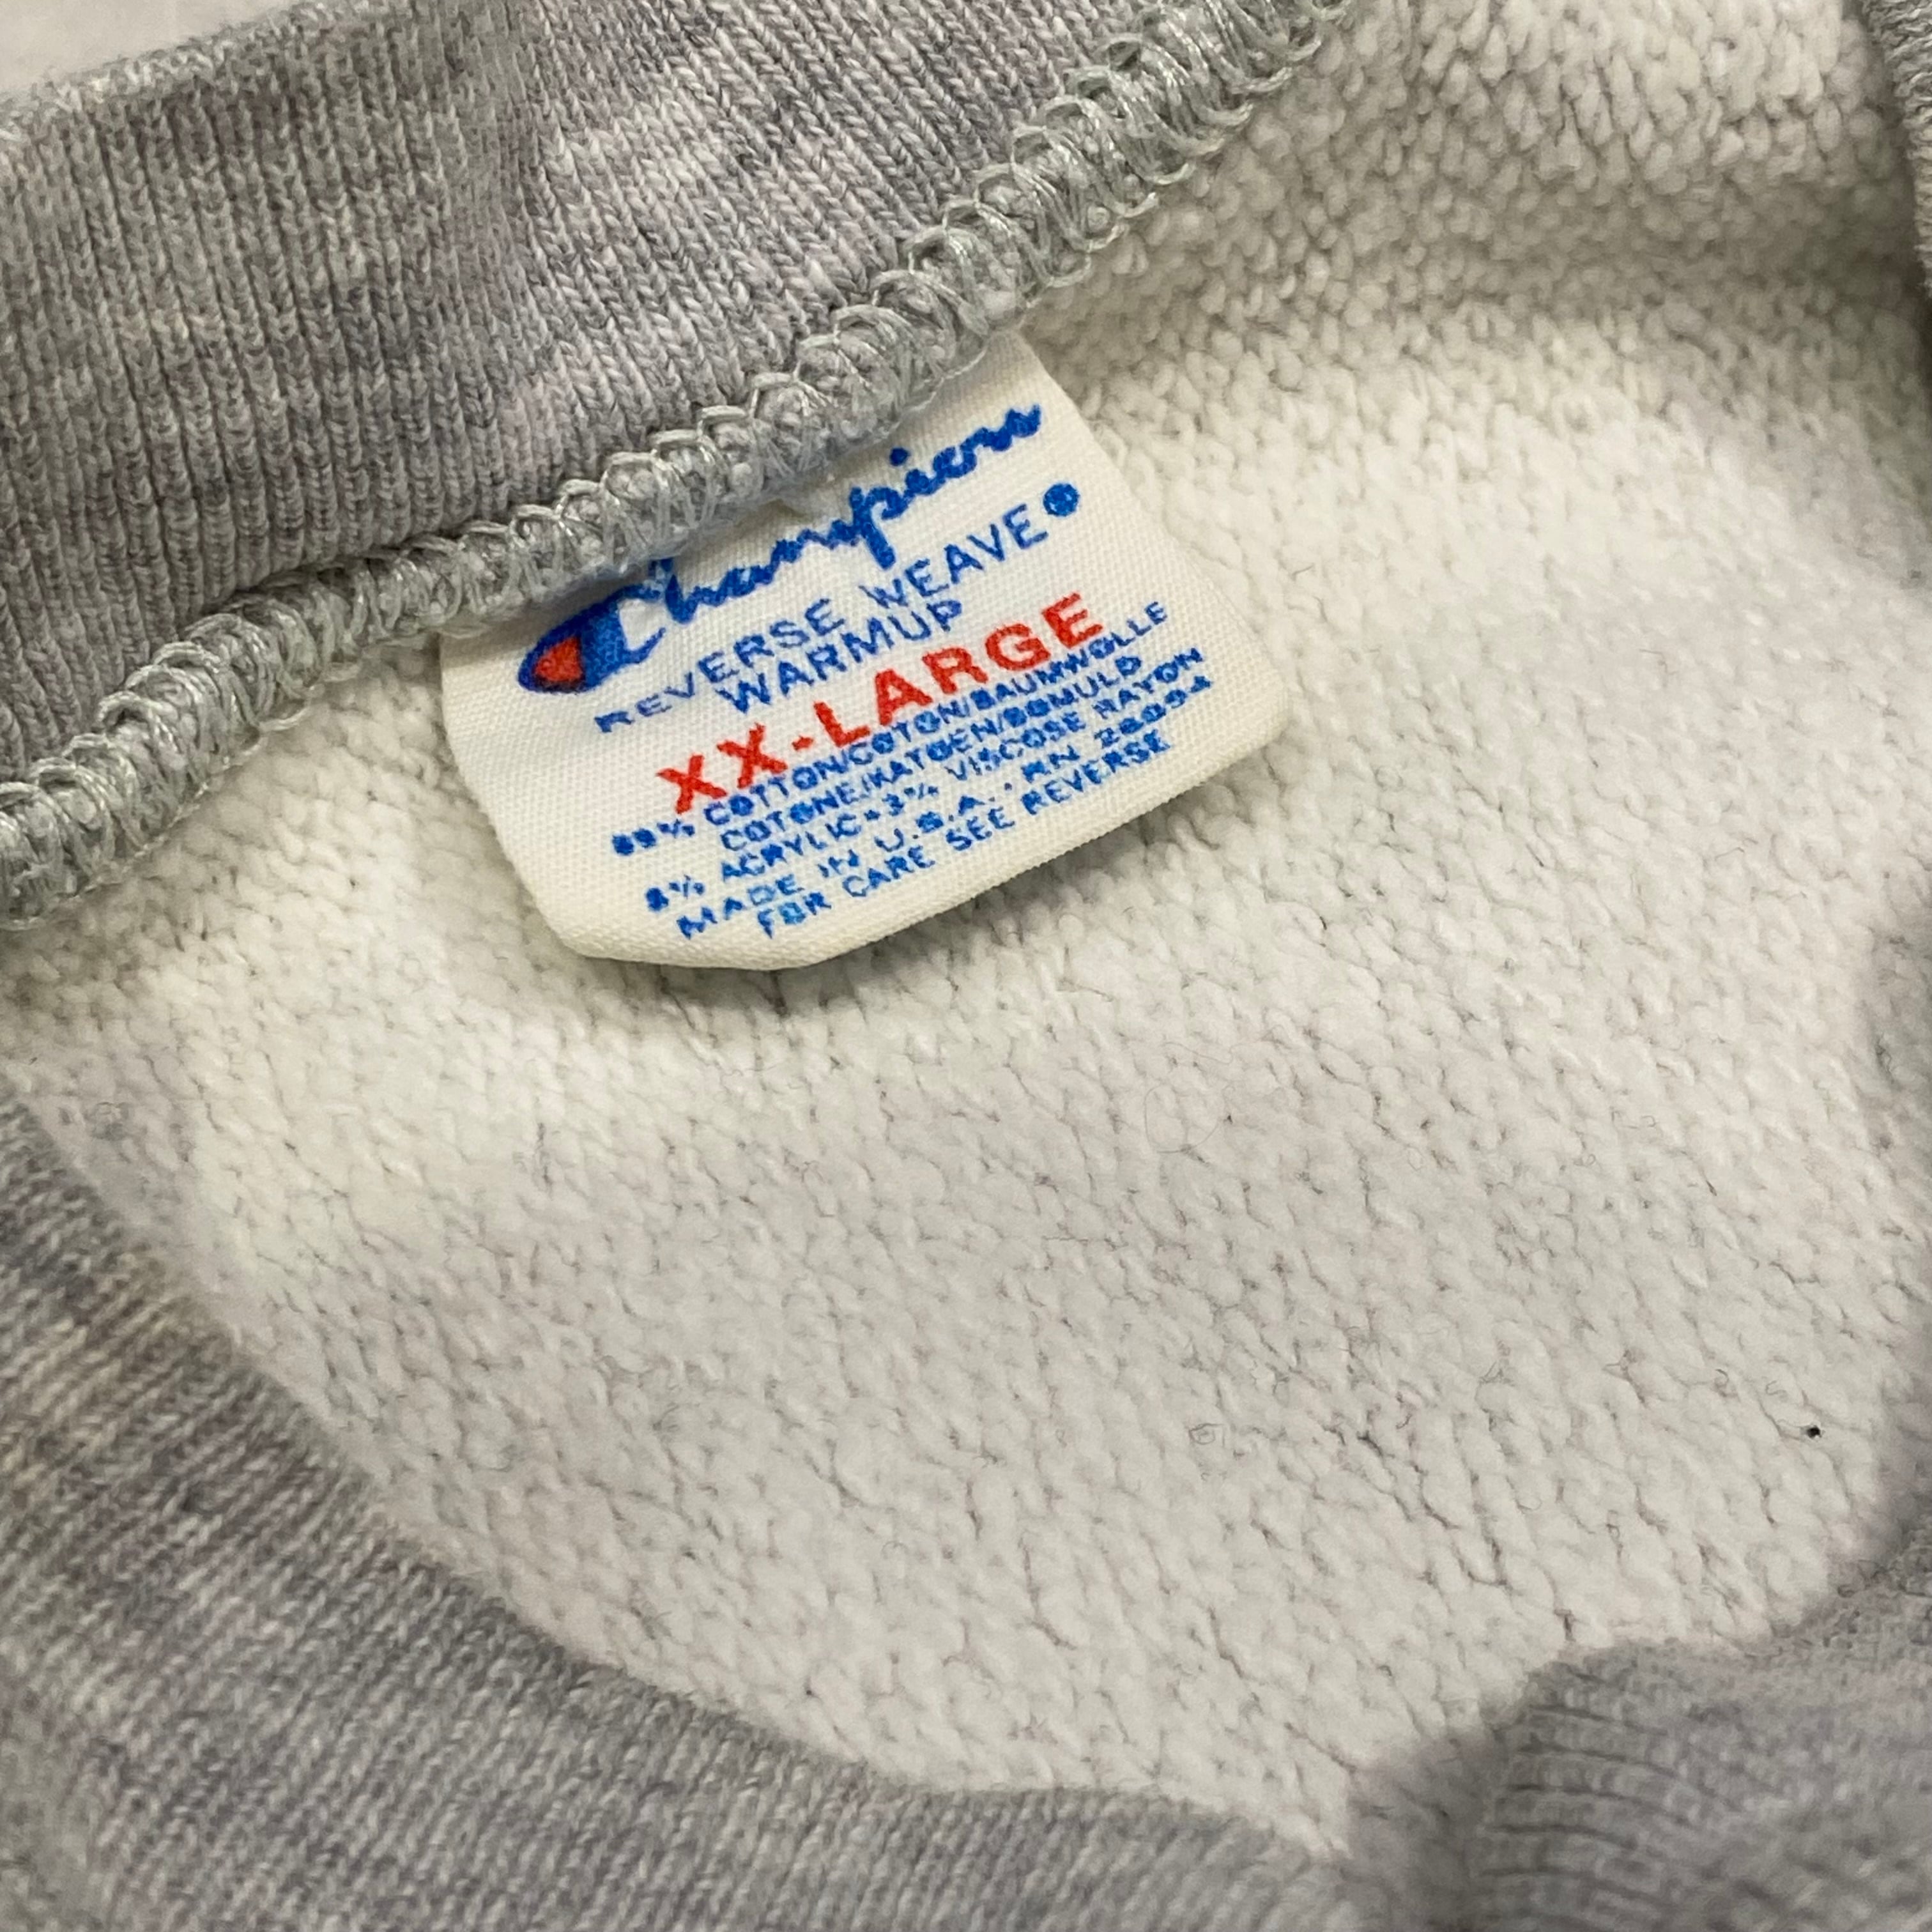 Champion
REVERSE WEAVE
WARMUP
XX-LARGE
89% COTTON/COTON/BAUMWOLLE
COTONE/KATOEN/BOMULD
8% ACRYLIC•3% VISCOSE RAYON
MADE IN U.S.A. • RN 26094
FOR CARE SEE REVERSE